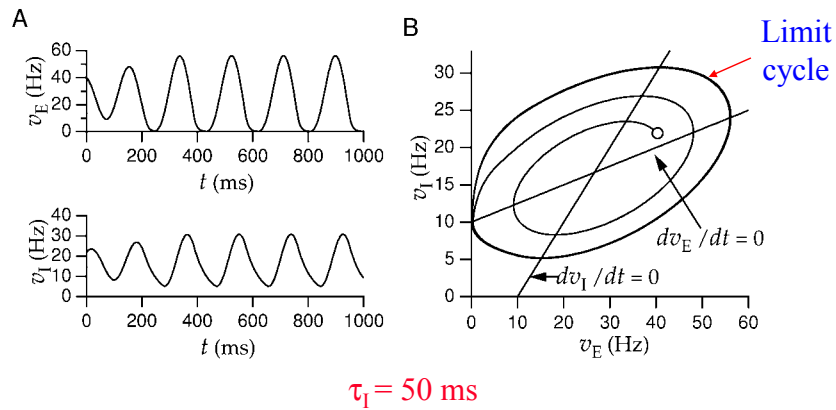 A
v_E (Hz)
60
40
20
0
0 200 400 600 800 1000
t (ms)
v_I (Hz)
40
30
20
10
0
0 200 400 600 800 1000
t (ms)
B
Limit
cycle
v_I (Hz)
30
25
20
15
10
5
0
dv_E/dt = 0
dv_I/dt = 0
0 10 20 30 40 50 60
v_E (Hz)
τ_I = 50 ms